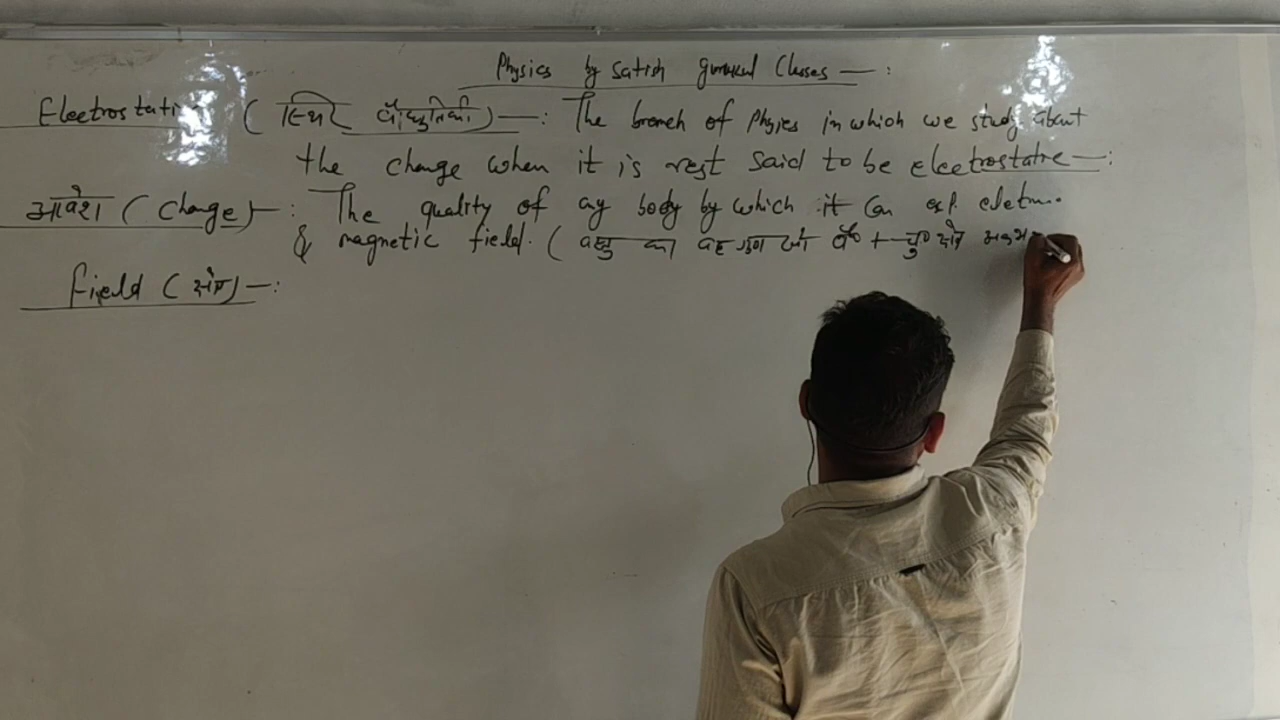 Physics by Satish gurukul Classes —:
Electrostatic (स्थिर वैद्युतिकी) —: The branch of Physics in which we study about
the charge when it is rest said to be electrostatic —:
आवेश (Charge) —: The quality of any body by which it can exp.
& magnetic field. (वस्तु का वह गुण जो वै० + चु० क्षेत्र
Field (क्षेत्र) —: